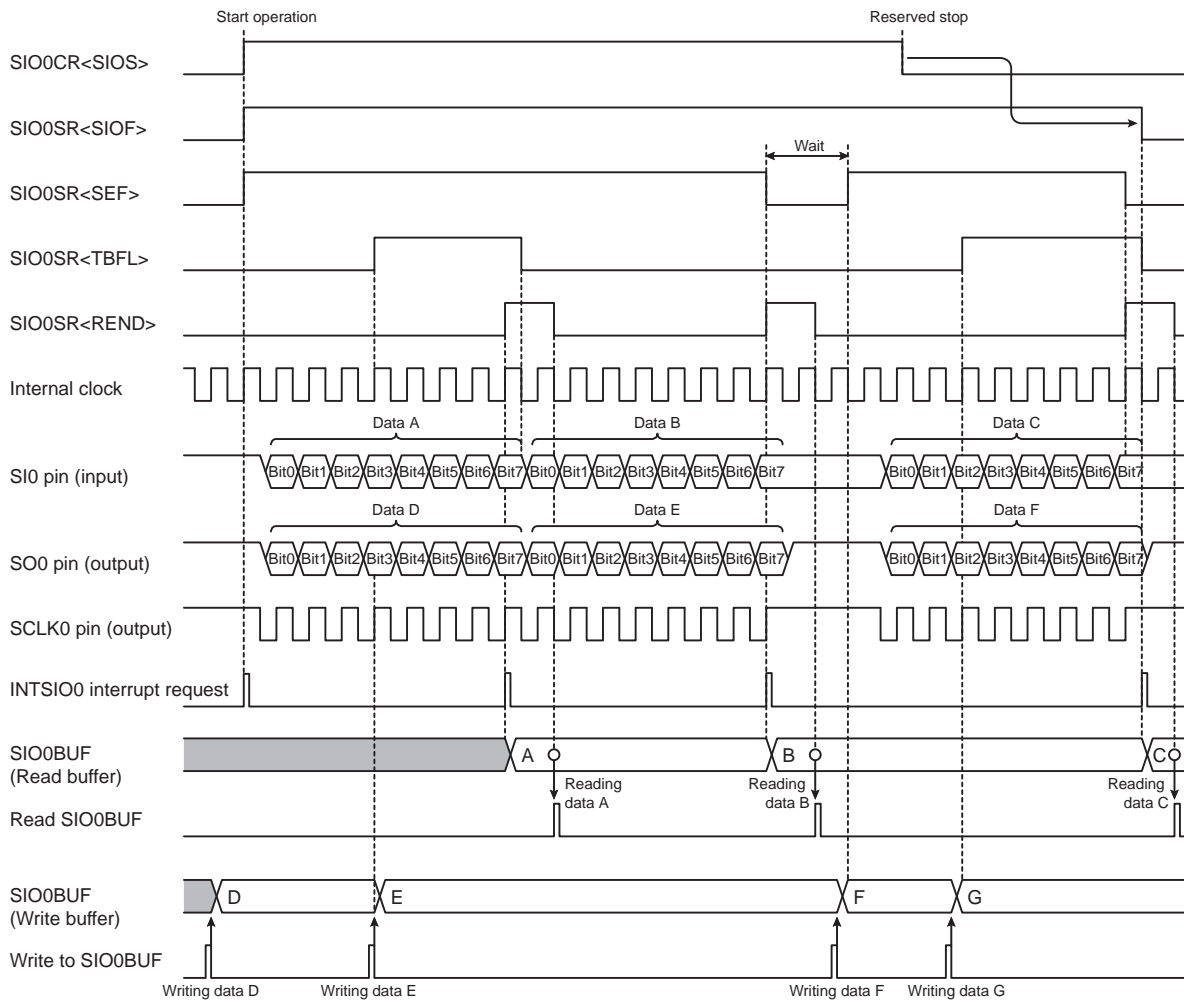 Start operation
Reserved stop
SIO0CR<SIOS>
SIO0SR<SIOF>
Wait
SIO0SR<SEF>
SIO0SR<TBFL>
SIO0SR<REND>
Internal clock
Data A
Data B
Data C
SI0 pin (input)
Bit0 Bit1 Bit2 Bit3 Bit4 Bit5 Bit6 Bit7 Bit0 Bit1 Bit2 Bit3 Bit4 Bit5 Bit6 Bit7 Bit0 Bit1 Bit2 Bit3 Bit4 Bit5 Bit6 Bit7
Data D
Data E
Data F
SO0 pin (output)
Bit0 Bit1 Bit2 Bit3 Bit4 Bit5 Bit6 Bit7 Bit0 Bit1 Bit2 Bit3 Bit4 Bit5 Bit6 Bit7 Bit0 Bit1 Bit2 Bit3 Bit4 Bit5 Bit6 Bit7
SCLK0 pin (output)
INTSIO0 interrupt request
SIO0BUF
(Read buffer)
A
B
C
Reading
data A
Reading
data B
Reading
data C
Read SIO0BUF
SIO0BUF
(Write buffer)
D
E
F
G
Write to SIO0BUF
Writing data D
Writing data E
Writing data F
Writing data G